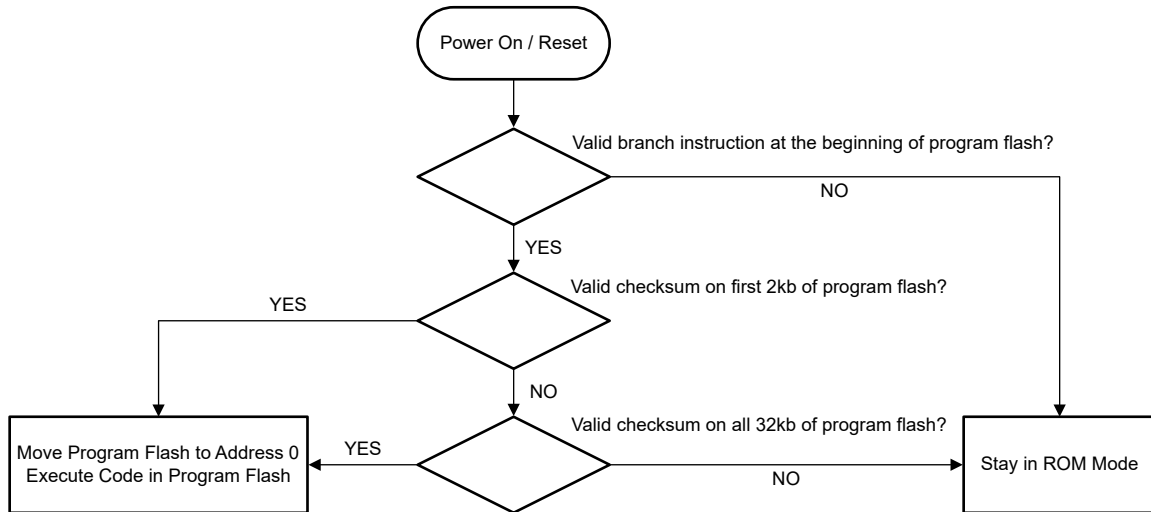 Power On / Reset
Valid branch instruction at the beginning of program flash?
NO
YES
Valid checksum on first 2kb of program flash?
YES
NO
Valid checksum on all 32kb of program flash?
Move Program Flash to Address 0
Execute Code in Program Flash
YES
NO
Stay in ROM Mode